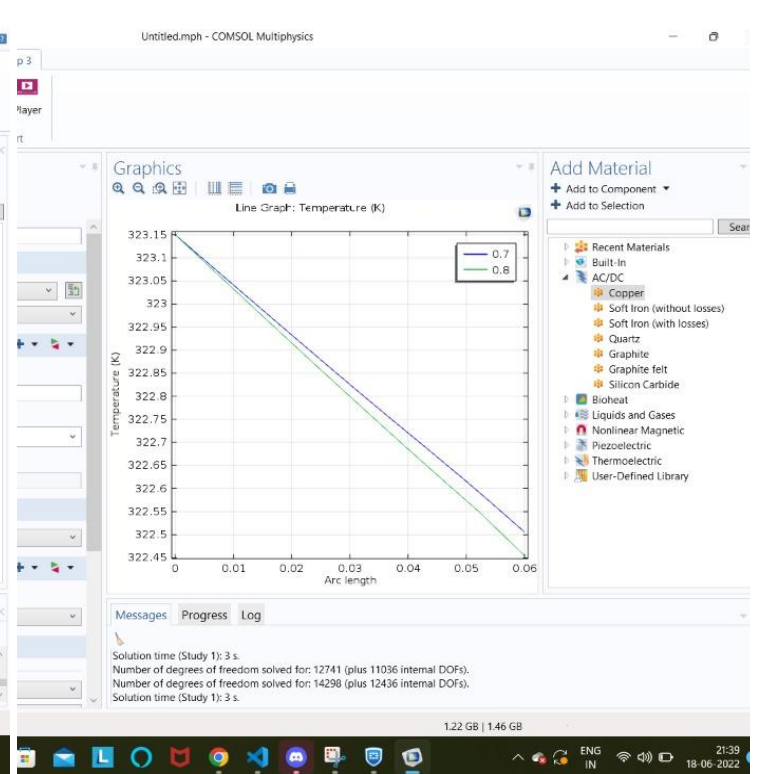 Untitled.mph - COMSOL Multiphysics
p 3
Player
rt
Graphics
Line Graph: Temperature (K)
323.15
323.1
323.05
323
322.95
322.9
322.85
322.8
322.75
322.7
322.65
322.6
322.55
322.5
322.45
Temperature (K)
0 0.01 0.02 0.03 0.04 0.05 0.06
Arc length
0.7
0.8
Add Material
+ Add to Component
+ Add to Selection
Sear
Recent Materials
Built-In
AC/DC
Copper
Soft Iron (without losses)
Soft Iron (with losses)
Quartz
Graphite
Graphite felt
Silicon Carbide
Bioheat
Liquids and Gases
Nonlinear Magnetic
Piezoelectric
Thermoelectric
User-Defined Library
Messages Progress Log
Solution time (Study 1): 3 s.
Number of degrees of freedom solved for: 12741 (plus 11036 internal DOFs).
Number of degrees of freedom solved for: 14298 (plus 12436 internal DOFs).
Solution time (Study 1): 3 s.
1.22 GB | 1.46 GB
ENG
IN
21:39
18-06-2022